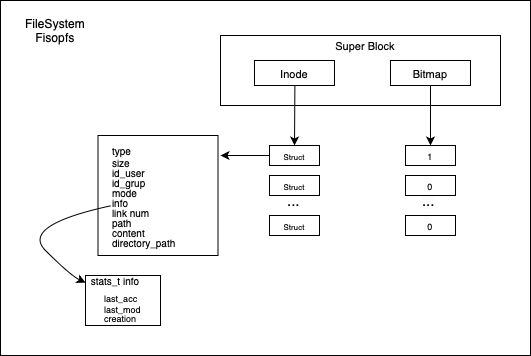 FileSystem
Fisopfs
Super Block
Inode
Bitmap
type
size
id_user
id_grup
mode
info
link num
path
content
directory_path
Struct
1
Struct
0
...
...
Struct
0
stats_t info
last_acc
last_mod
creation